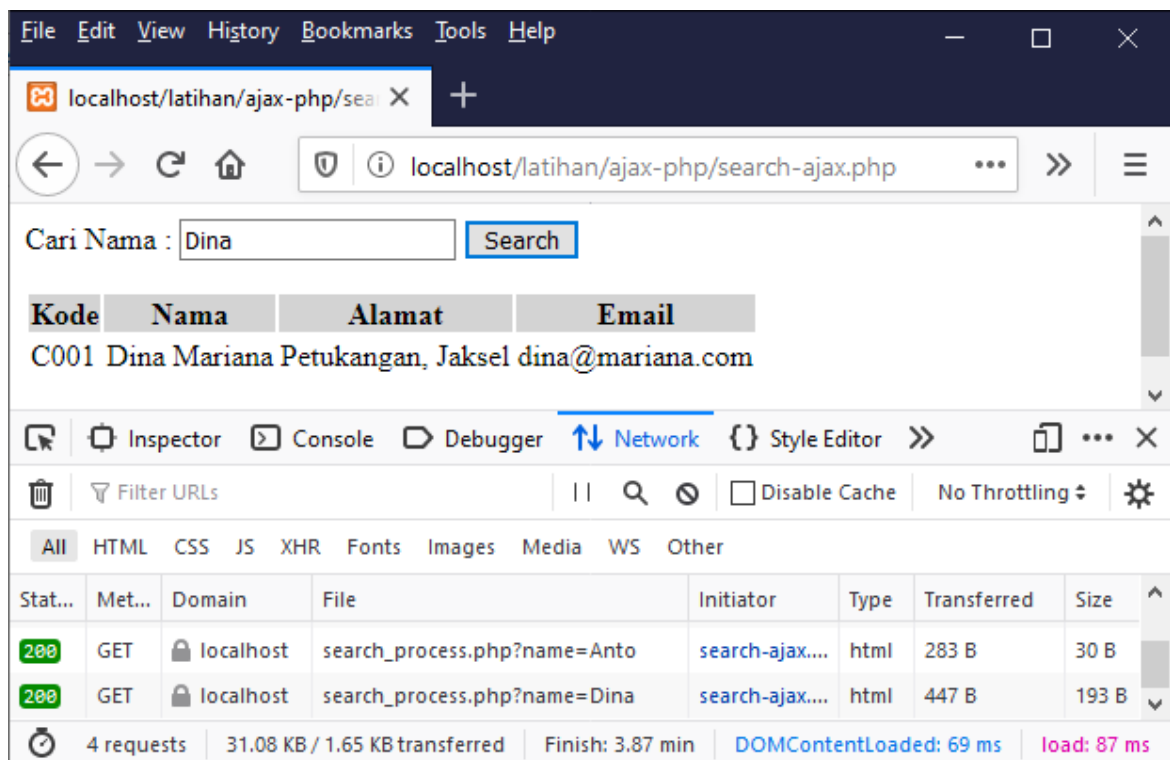 File Edit View History Bookmarks Tools Help
localhost/latihan/ajax-php/sea
localhost/latihan/ajax-php/search-ajax.php
Cari Nama : Dina Search
Kode Nama Alamat Email
C001 Dina Mariana Petukangan, Jaksel dina@mariana.com
Inspector Console Debugger Network {} Style Editor
Filter URLs Disable Cache No Throttling
All HTML CSS JS XHR Fonts Images Media WS Other
Stat... Met... Domain File Initiator Type Transferred Size
200 GET localhost search_process.php?name=Anto search-ajax.... html 283 B 30 B
200 GET localhost search_process.php?name=Dina search-ajax.... html 447 B 193 B
4 requests 31.08 KB / 1.65 KB transferred Finish: 3.87 min DOMContentLoaded: 69 ms load: 87 ms